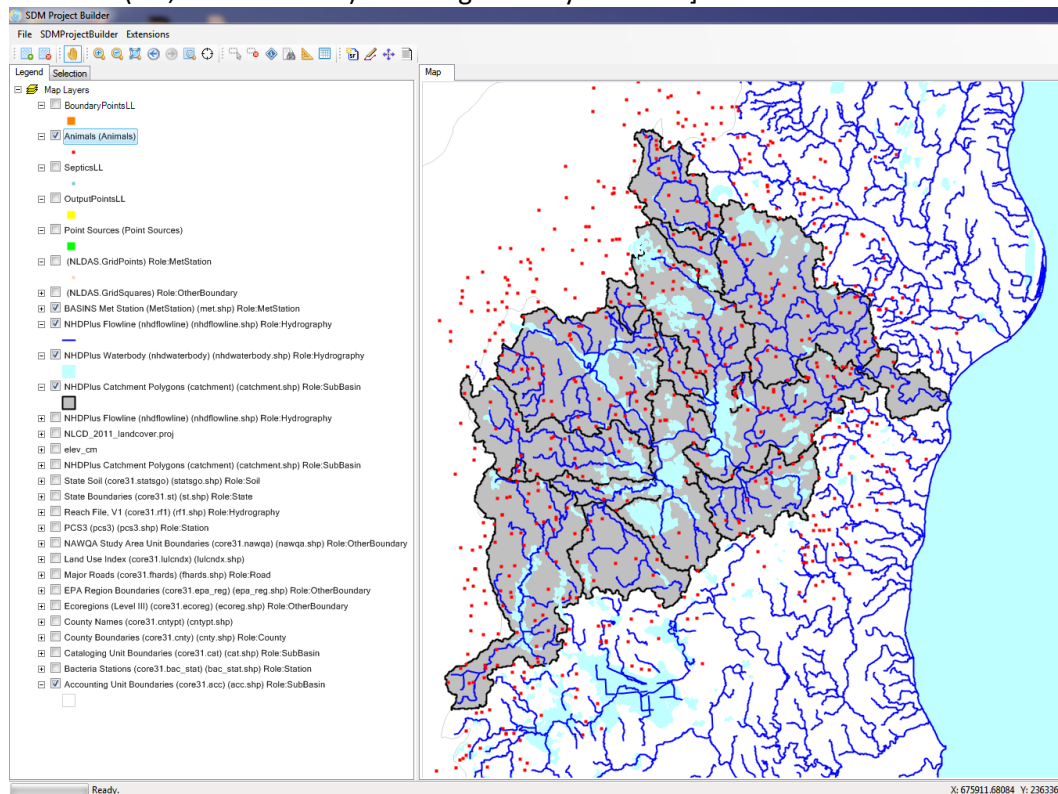 SDM Project Builder
File SDMProjectBuilder Extensions
Legend Selection
Map
Map Layers
BoundaryPointsLL
Animals (Animals)
SepticsLL
OutputPointsLL
Point Sources (Point Sources)
(NLDAS.GridPoints) Role:MetStation
(NLDAS.GridSquares) Role:OtherBoundary
BASINS Met Station (MetStation) (met.shp) Role:MetStation
NHDPlus Flowline (nhdflowline) (nhdflowline.shp) Role:Hydrography
NHDPlus Waterbody (nhdwaterbody) (nhdwaterbody.shp) Role:Hydrography
NHDPlus Catchment Polygons (catchment) (catchment.shp) Role:SubBasin
NHDPlus Flowline (nhdflowline) (nhdflowline.shp) Role:Hydrography
NLCD_2011_landcover.proj
elev_cm
NHDPlus Catchment Polygons (catchment) (catchment.shp) Role:SubBasin
State Soil (core31.statsgo) (statsgo.shp) Role:Soil
State Boundaries (core31.st) (st.shp) Role:State
Reach File, V1 (core31.rf1) (rf1.shp) Role:Hydrography
PCS3 (pcs3) (pcs3.shp) Role:Station
NAWQA Study Area Unit Boundaries (core31.nawqa) (nawqa.shp) Role:OtherBoundary
Land Use Index (core31.lulcndx) (lulcndx.shp)
Major Roads (core31.fhards) (fhards.shp) Role:Road
EPA Region Boundaries (core31.epa_reg) (epa_reg.shp) Role:OtherBoundary
Ecoregions (Level III) (core31.ecoreg) (ecoreg.shp) Role:OtherBoundary
County Names (core31.cntypt) (cntypt.shp)
County Boundaries (core31.cnty) (cnty.shp) Role:County
Cataloging Unit Boundaries (core31.cat) (cat.shp) Role:SubBasin
Bacteria Stations (core31.bac_stat) (bac_stat.shp) Role:Station
Accounting Unit Boundaries (core31.acc) (acc.shp) Role:SubBasin
Ready.
X: 675911.68084 Y: 236336